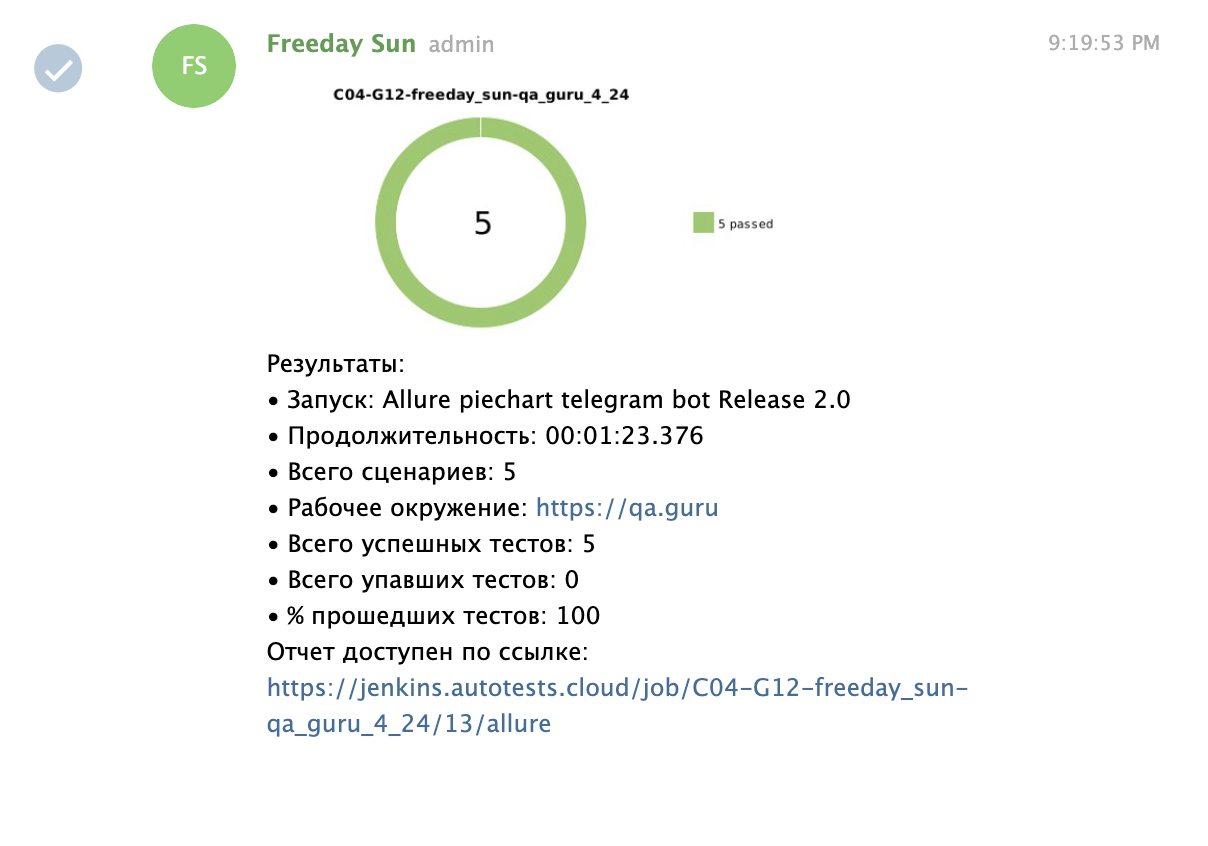 FS
Freeday Sun admin
9:19:53 PM
C04-G12-freeday_sun-qa_guru_4_24
5
5 passed
Результаты:
• Запуск: Allure piechart telegram bot Release 2.0
• Продолжительность: 00:01:23.376
• Всего сценариев: 5
• Рабочее окружение: https://qa.guru
• Всего успешных тестов: 5
• Всего упавших тестов: 0
• % прошедших тестов: 100
Отчет доступен по ссылке:
https://jenkins.autotests.cloud/job/C04-G12-freeday_sun-
qa_guru_4_24/13/allure